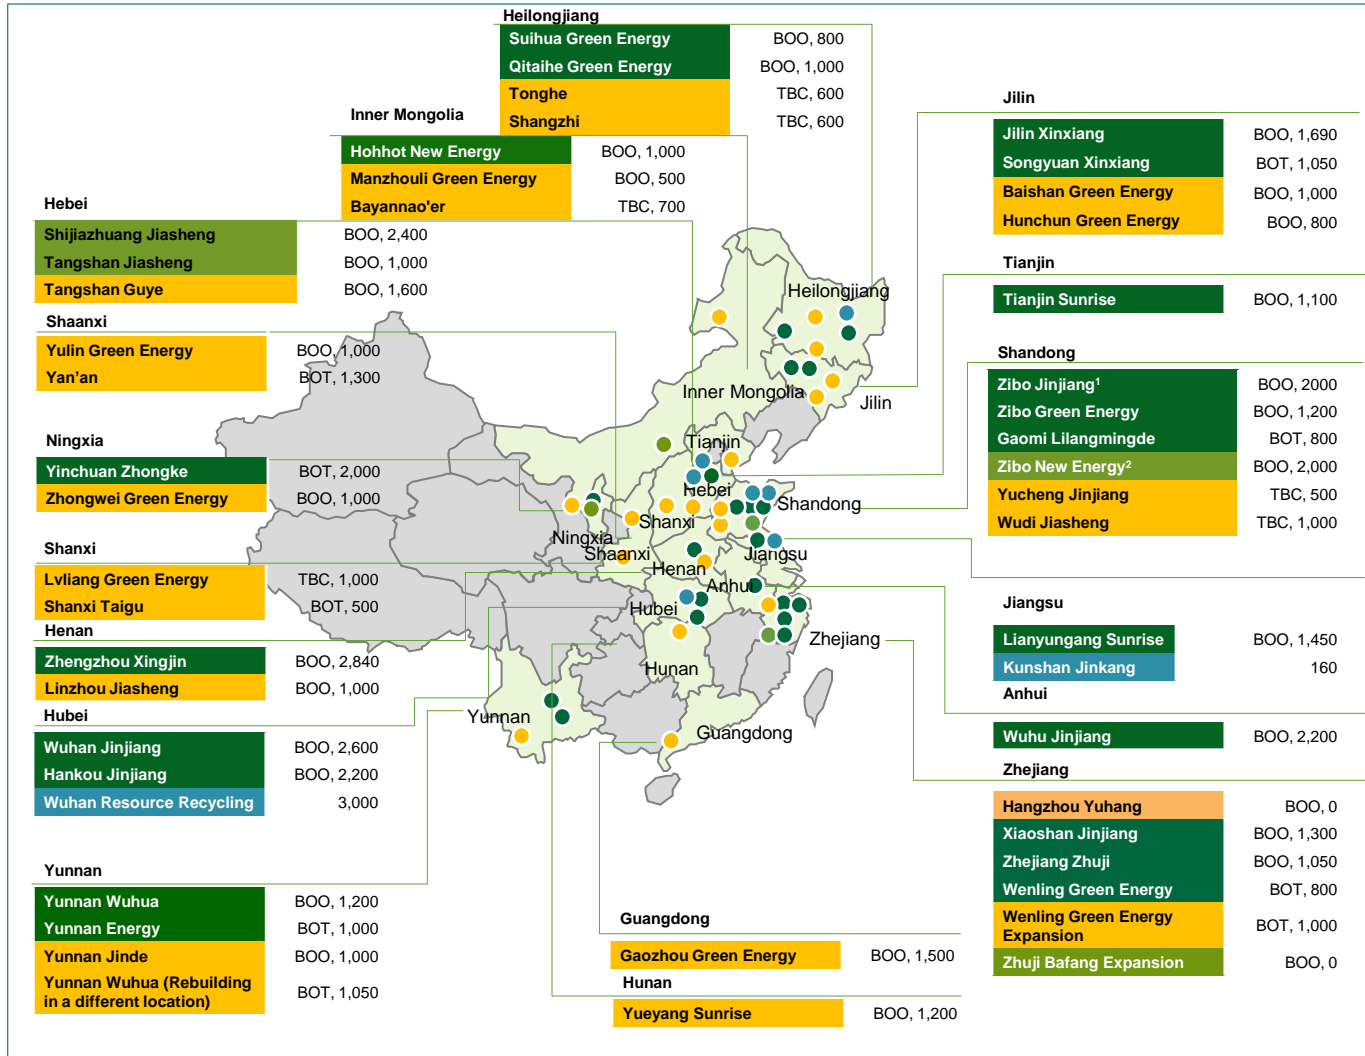 Heilongjiang
Suihua Green Energy BOO, 800
Qitaihe Green Energy BOO, 1,000
Tonghe TBC, 600
Shangzhi TBC, 600
Inner Mongolia
Hohhot New Energy BOO, 1,000
Manzhouli Green Energy BOO, 500
Bayannao'er TBC, 700
Hebei
Shijiazhuang Jiasheng BOO, 2,400
Tangshan Jiasheng BOO, 1,000
Tangshan Guye BOO, 1,600
Shaanxi
Yulin Green Energy BOO, 1,000
Yan’an BOT, 1,300
Ningxia
Yinchuan Zhongke BOT, 2,000
Zhongwei Green Energy BOO, 1,000
Shanxi
Lvliang Green Energy TBC, 1,000
Shanxi Taigu BOT, 500
Henan
Zhengzhou Xingjin BOO, 2,840
Linzhou Jiasheng BOO, 1,000
Hubei
Wuhan Jinjiang BOO, 2,600
Hankou Jinjiang BOO, 2,200
Wuhan Resource Recycling 3,000
Yunnan
Yunnan Wuhua BOO, 1,200
Yunnan Energy BOT, 1,000
Yunnan Jinde BOO, 1,000
Yunnan Wuhua (Rebuilding
in a different location) BOT, 1,050
Heilongjiang
Inner Mongolia
Jilin
Tianjin
Hebei
Shandong
Shanxi
Ningxia
Shaanxi
Jiangsu
Henan
Anhui
Hubei
Zhejiang
Hunan
Yunnan
Guangdong
Guangdong
Gaozhou Green Energy BOO, 1,500
Hunan
Yueyang Sunrise BOO, 1,200
Jilin
Jilin Xinxiang BOO, 1,690
Songyuan Xinxiang BOT, 1,050
Baishan Green Energy BOO, 1,000
Hunchun Green Energy BOO, 800
Tianjin
Tianjin Sunrise BOO, 1,100
Shandong
Zibo Jinjiang¹ BOO, 2000
Zibo Green Energy BOO, 1,200
Gaomi Lilangmingde BOT, 800
Zibo New Energy² BOO, 2,000
Yucheng Jinjiang TBC, 500
Wudi Jiasheng TBC, 1,000
Jiangsu
Lianyungang Sunrise BOO, 1,450
Kunshan Jinkang 160
Anhui
Wuhu Jinjiang BOO, 2,200
Zhejiang
Hangzhou Yuhang BOO, 0
Xiaoshan Jinjiang BOO, 1,300
Zhejiang Zhuji BOO, 1,050
Wenling Green Energy BOT, 800
Wenling Green Energy
Expansion BOT, 1,000
Zhuji Bafang Expansion BOO, 0